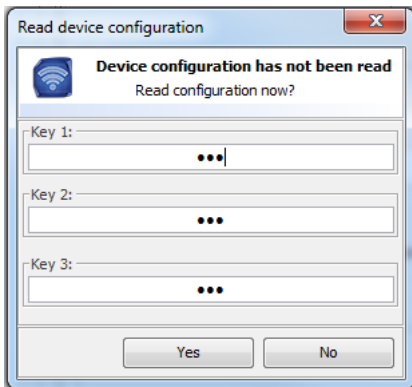 Read device configuration
Device configuration has not been read
Read configuration now?
Key 1:
•••
Key 2:
•••
Key 3:
•••
Yes No